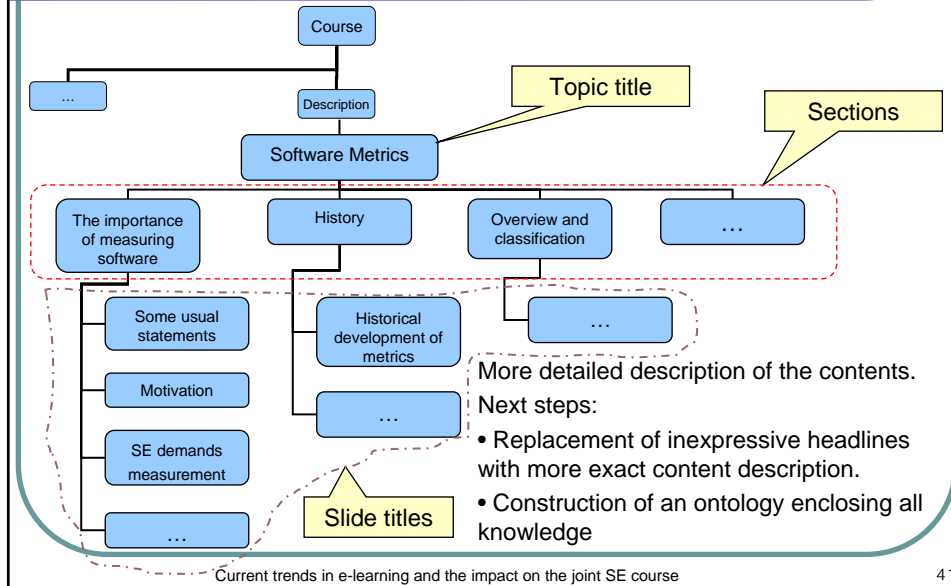 Course
…
Description
Topic title
Sections
Software Metrics
The importance
of measuring
software
History
Overview and
classification
…
Some usual
statements
Motivation
SE demands
measurement
…
Historical
development of
metrics
…
…
More detailed description of the contents.
Next steps:
• Replacement of inexpressive headlines
with more exact content description.
• Construction of an ontology enclosing all
knowledge
Slide titles
Current trends in e-learning and the impact on the joint SE course
41